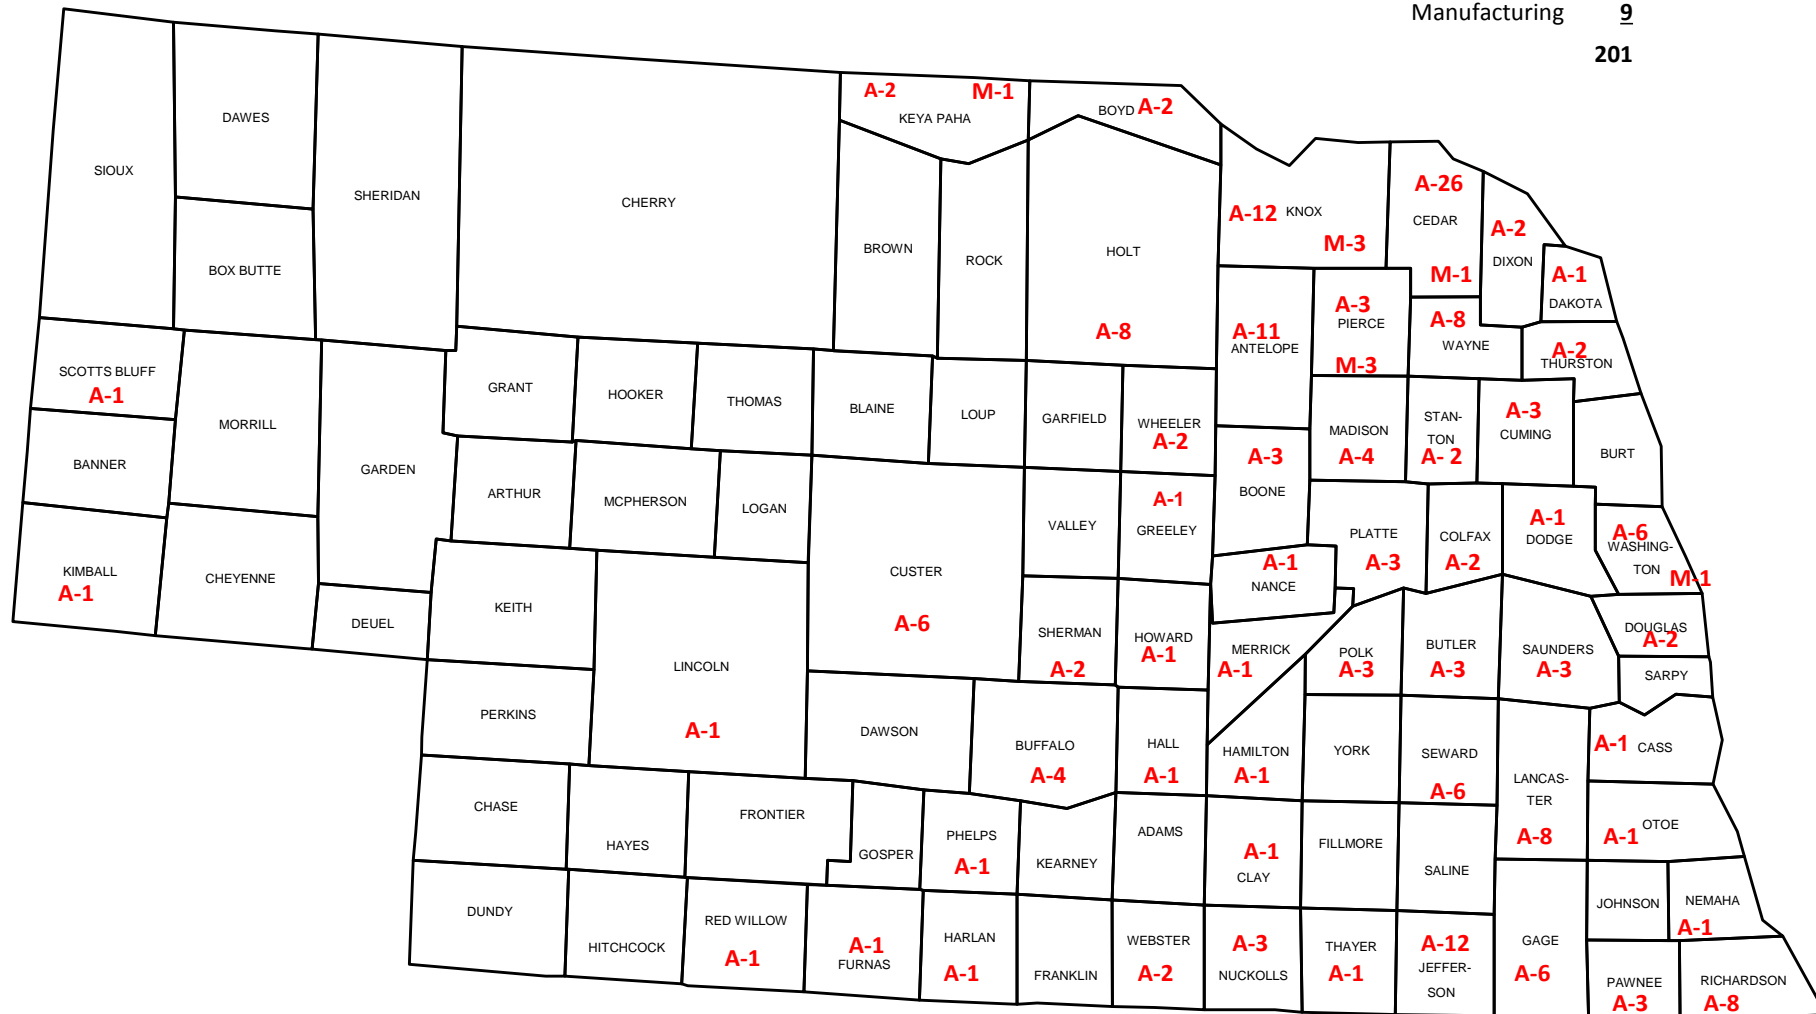 Manufacturing 9
201
A-2 M-1
KEYA PAHA
BOYD A-2
DAWES
SIOUX
SHERIDAN
CHERRY
BOX BUTTE
BROWN
ROCK
HOLT
A-8
A-12 KNOX
M-3
A-26
CEDAR
M-1
A-2
DIXON
A-1
DAKOTA
A-11
ANTELOPE
A-3
PIERCE
M-3
A-8
WAYNE
A-2
THURSTON
SCOTTS BLUFF
A-1
MORRILL
GARDEN
BANNER
KIMBALL
A-1
CHEYENNE
DEUEL
GRANT
HOOKER
THOMAS
BLAINE
LOUP
GARFIELD
WHEELER
A-2
ARTHUR
MCPHERSON
LOGAN
CUSTER
A-6
VALLEY
A-1
GREELEY
A-3
BOONE
MADISON
A-4
STAN-
TON
A- 2
A-3
CUMING
BURT
PLATTE
A-3
COLFAX
A-2
A-1
DODGE
A-6
WASHING-
TON
M-1
A-1
NANCE
KEITH
LINCOLN
A-1
SHERMAN
A-2
HOWARD
A-1
MERRICK
A-1
POLK
A-3
BUTLER
A-3
SAUNDERS
A-3
DOUGLAS
A-2
SARPY
PERKINS
DAWSON
BUFFALO
A-4
HALL
A-1
HAMILTON
A-1
YORK
SEWARD
A-6
LANCAS-
TER
A-8
A-1 CASS
A-1 OTOE
CHASE
HAYES
FRONTIER
GOSPER
PHELPS
A-1
KEARNEY
ADAMS
A-1
CLAY
FILLMORE
SALINE
DUNDY
HITCHCOCK
RED WILLOW
A-1
A-1
FURNAS
HARLAN
A-1
FRANKLIN
WEBSTER
A-2
A-3
NUCKOLLS
THAYER
A-1
A-12
JEFFER-
SON
GAGE
A-6
JOHNSON
NEMAHA
A-1
PAWNEE
A-3
RICHARDSON
A-8